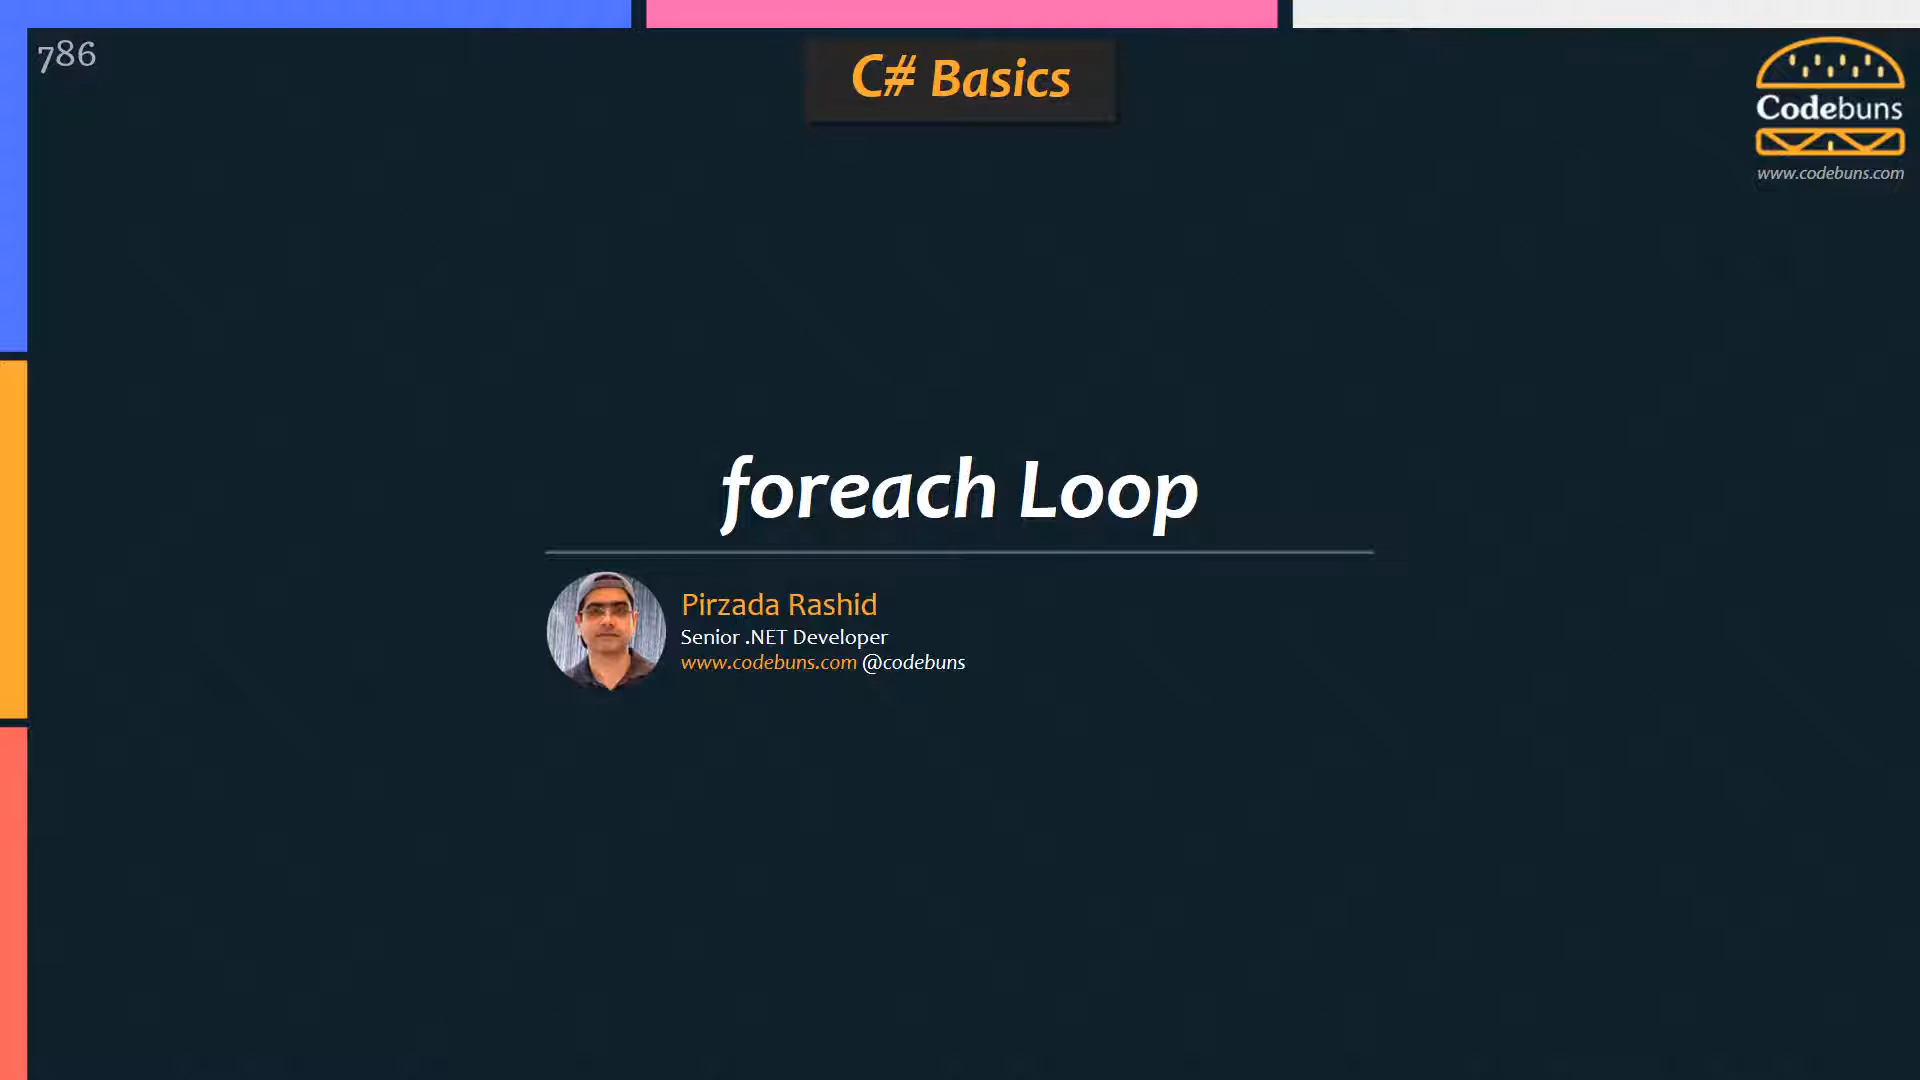 786
C# Basics
Codebuns
www.codebuns.com
foreach Loop
Pirzada Rashid
Senior .NET Developer
www.codebuns.com @codebuns